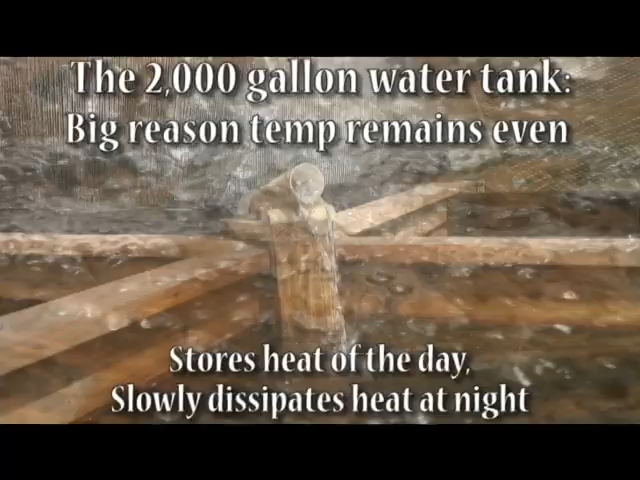 The 2,000 gallon water tank:
Big reason temp remains even
Stores heat of the day,
Slowly dissipates heat at night